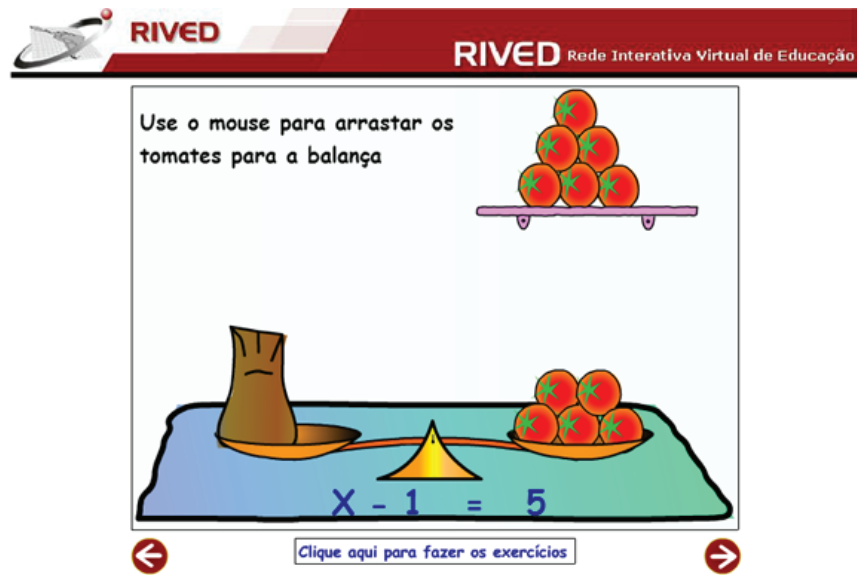 RIVED
RIVED Rede Interativa Virtual de Educação
Use o mouse para arrastar os
tomates para a balança
X - 1 = 5
Clique aqui para fazer os exercícios